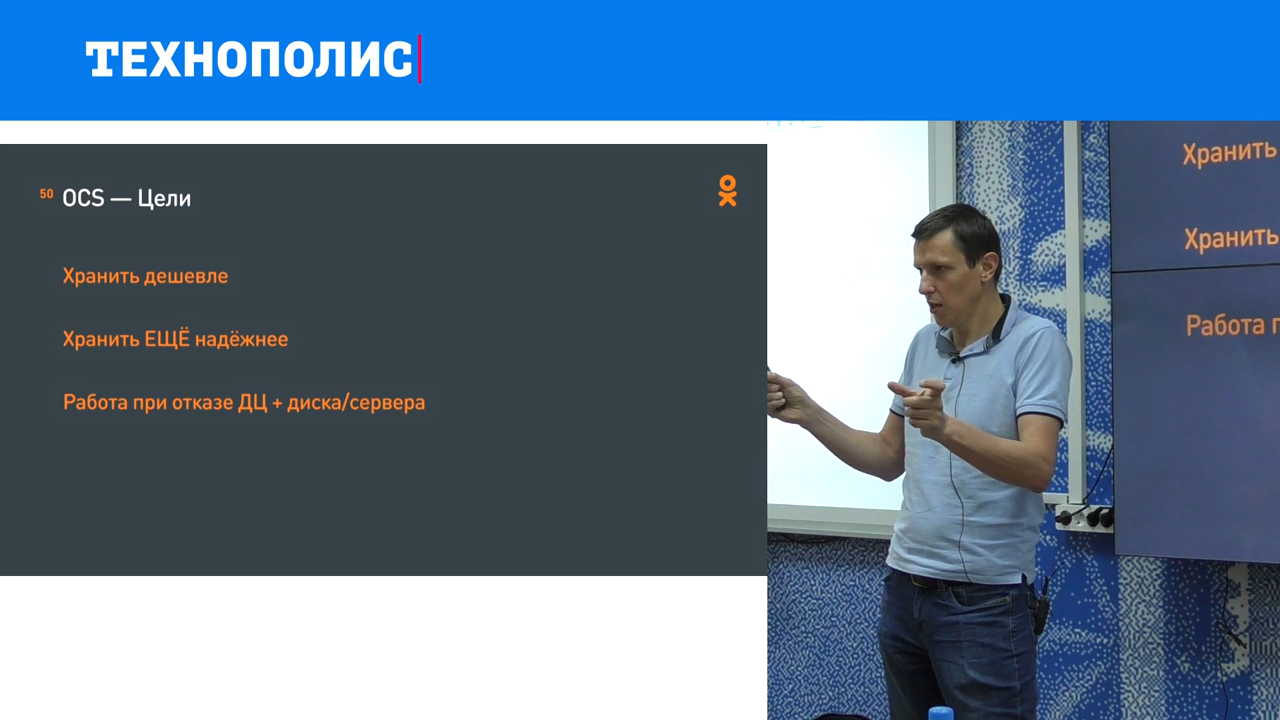 ТЕХНОПОЛИС
50 OCS — Цели
Хранить дешевле
Хранить ЕЩЁ надёжнее
Работа при отказе ДЦ + диска/сервера
Хранить
Хранить
Работа п